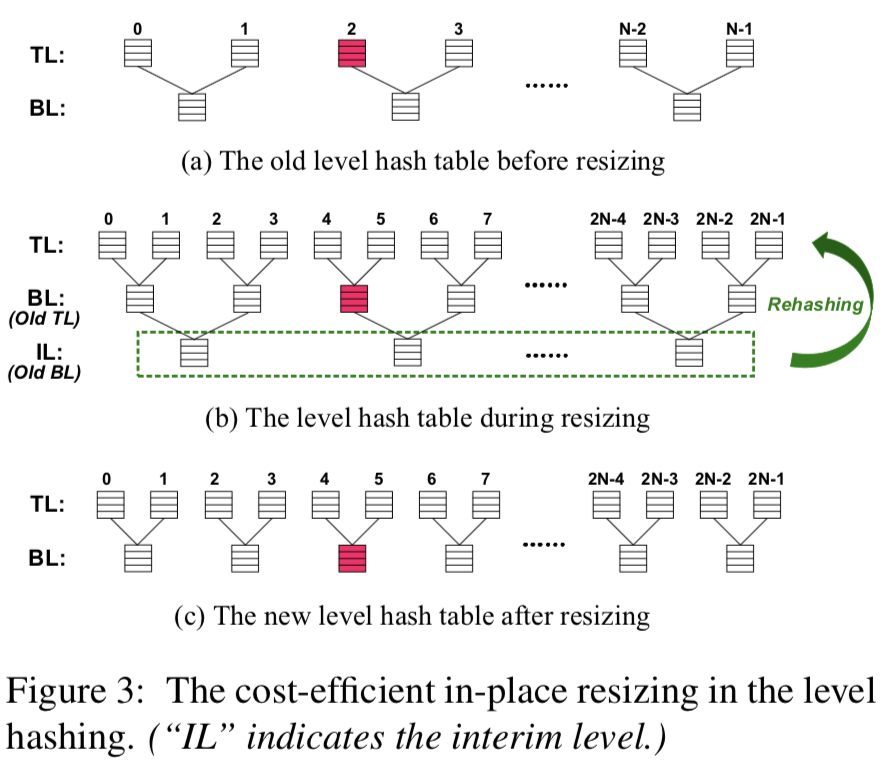 0 1 2 3 N-2 N-1
TL:
......
BL:
(a) The old level hash table before resizing
0 1 2 3 4 5 6 7 2N-4 2N-3 2N-2 2N-1
TL:
......
BL:
(Old TL)
Rehashing
IL:
(Old BL)
......
(b) The level hash table during resizing
0 1 2 3 4 5 6 7 2N-4 2N-3 2N-2 2N-1
TL:
......
BL:
(c) The new level hash table after resizing
Figure 3: The cost-efficient in-place resizing in the level
hashing. (“IL” indicates the interim level.)